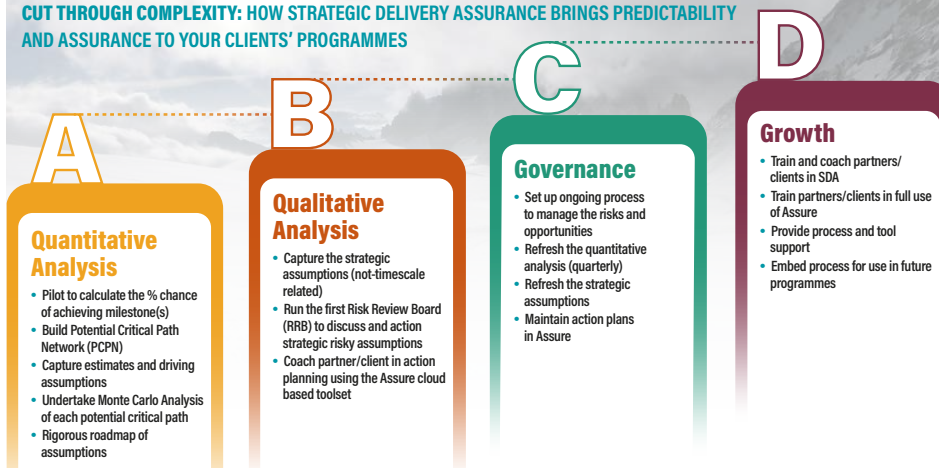 CUT THROUGH COMPLEXITY: HOW STRATEGIC DELIVERY ASSURANCE BRINGS PREDICTABILITY
AND ASSURANCE TO YOUR CLIENTS' PROGRAMMES
A
Quantitative
Analysis
• Pilot to calculate the % chance
of achieving milestone(s)
• Build Potential Critical Path
Network (PCPN)
• Capture estimates and driving
assumptions
• Undertake Monte Carlo Analysis
of each potential critical path
• Rigorous roadmap of
assumptions
B
Qualitative
Analysis
• Capture the strategic
assumptions (not-timescale
related)
• Run the first Risk Review Board
(RRB) to discuss and action
strategic risky assumptions
• Coach partner/client in action
planning using the Assure cloud
based toolset
C
Governance
• Set up ongoing process
to manage the risks and
opportunities
• Refresh the quantitative
analysis (quarterly)
• Refresh the strategic
assumptions
• Maintain action plans
in Assure
D
Growth
• Train and coach partners/
clients in SDA
• Train partners/clients in full use
of Assure
• Provide process and tool
support
• Embed process for use in future
programmes